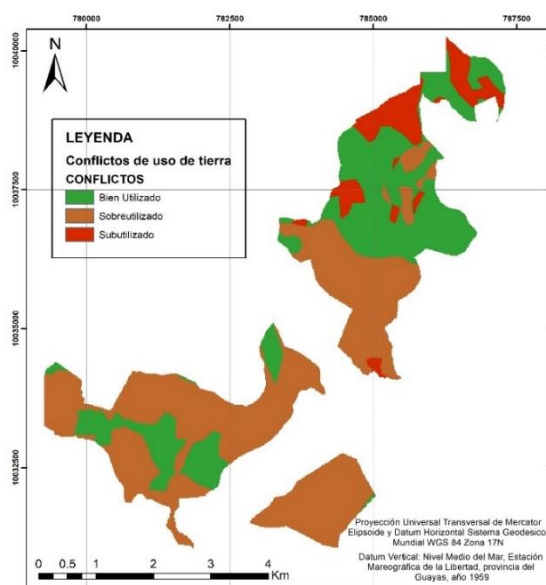 780000 782500 785000 787500
10040000
N
LEYENDA
Conflictos de uso de tierra
CONFLICTOS
Bien Utilizado
Sobreutilizado
Subutilizado
10037500
10035000
10032500
Proyección Universal Transversal de Mercator
Elipsoide y Datum Horizontal Sistema Geodesico
Mundial WGS 84 Zona 17N
Datum Vertical: Nivel Medio del Mar, Estación
Mareográfica de la Libertad, provincia del
Guayas, año 1959
0 0.5 1 2 3 4
Km